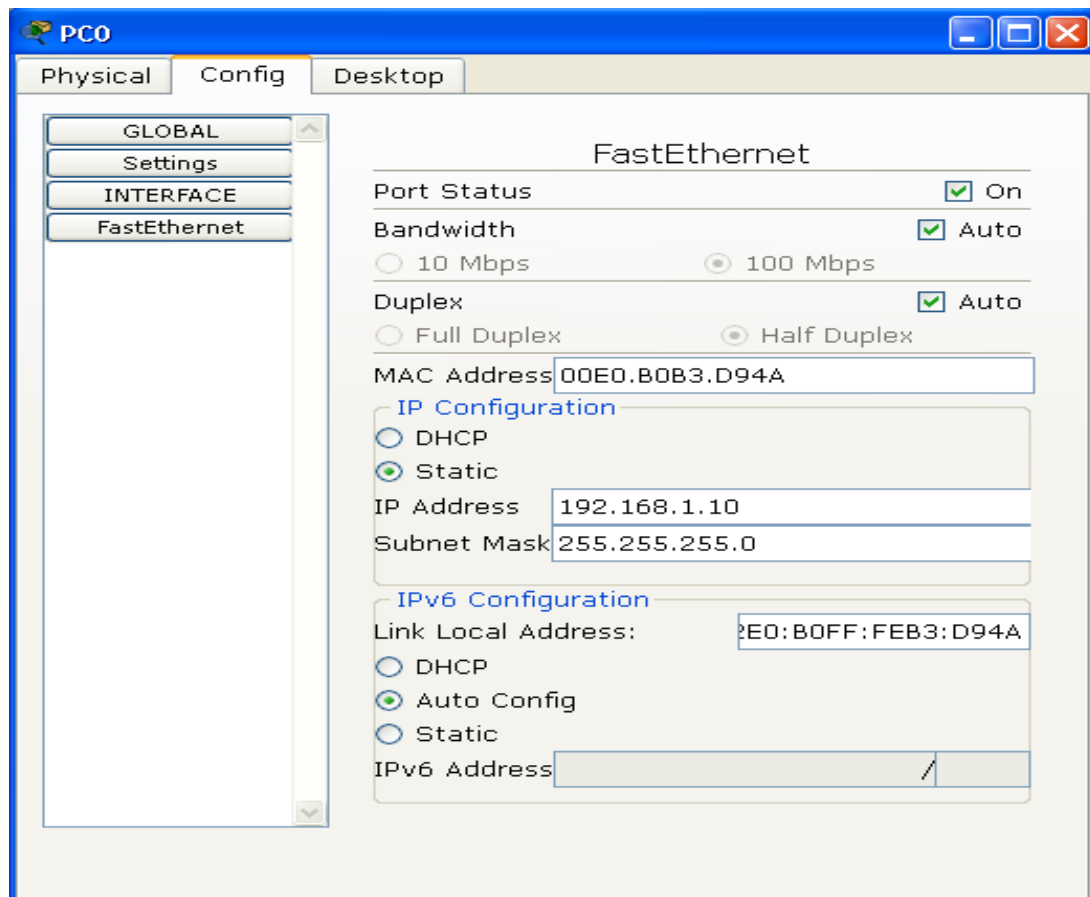 PC0
Physical Config Desktop
GLOBAL
Settings
INTERFACE
FastEthernet
FastEthernet
Port Status On
Bandwidth Auto
10 Mbps 100 Mbps
Duplex Auto
Full Duplex Half Duplex
MAC Address 00E0.B0B3.D94A
IP Configuration
DHCP
Static
IP Address 192.168.1.10
Subnet Mask 255.255.255.0
IPv6 Configuration
Link Local Address: 2E0:B0FF:FEB3:D94A
DHCP
Auto Config
Static
IPv6 Address /